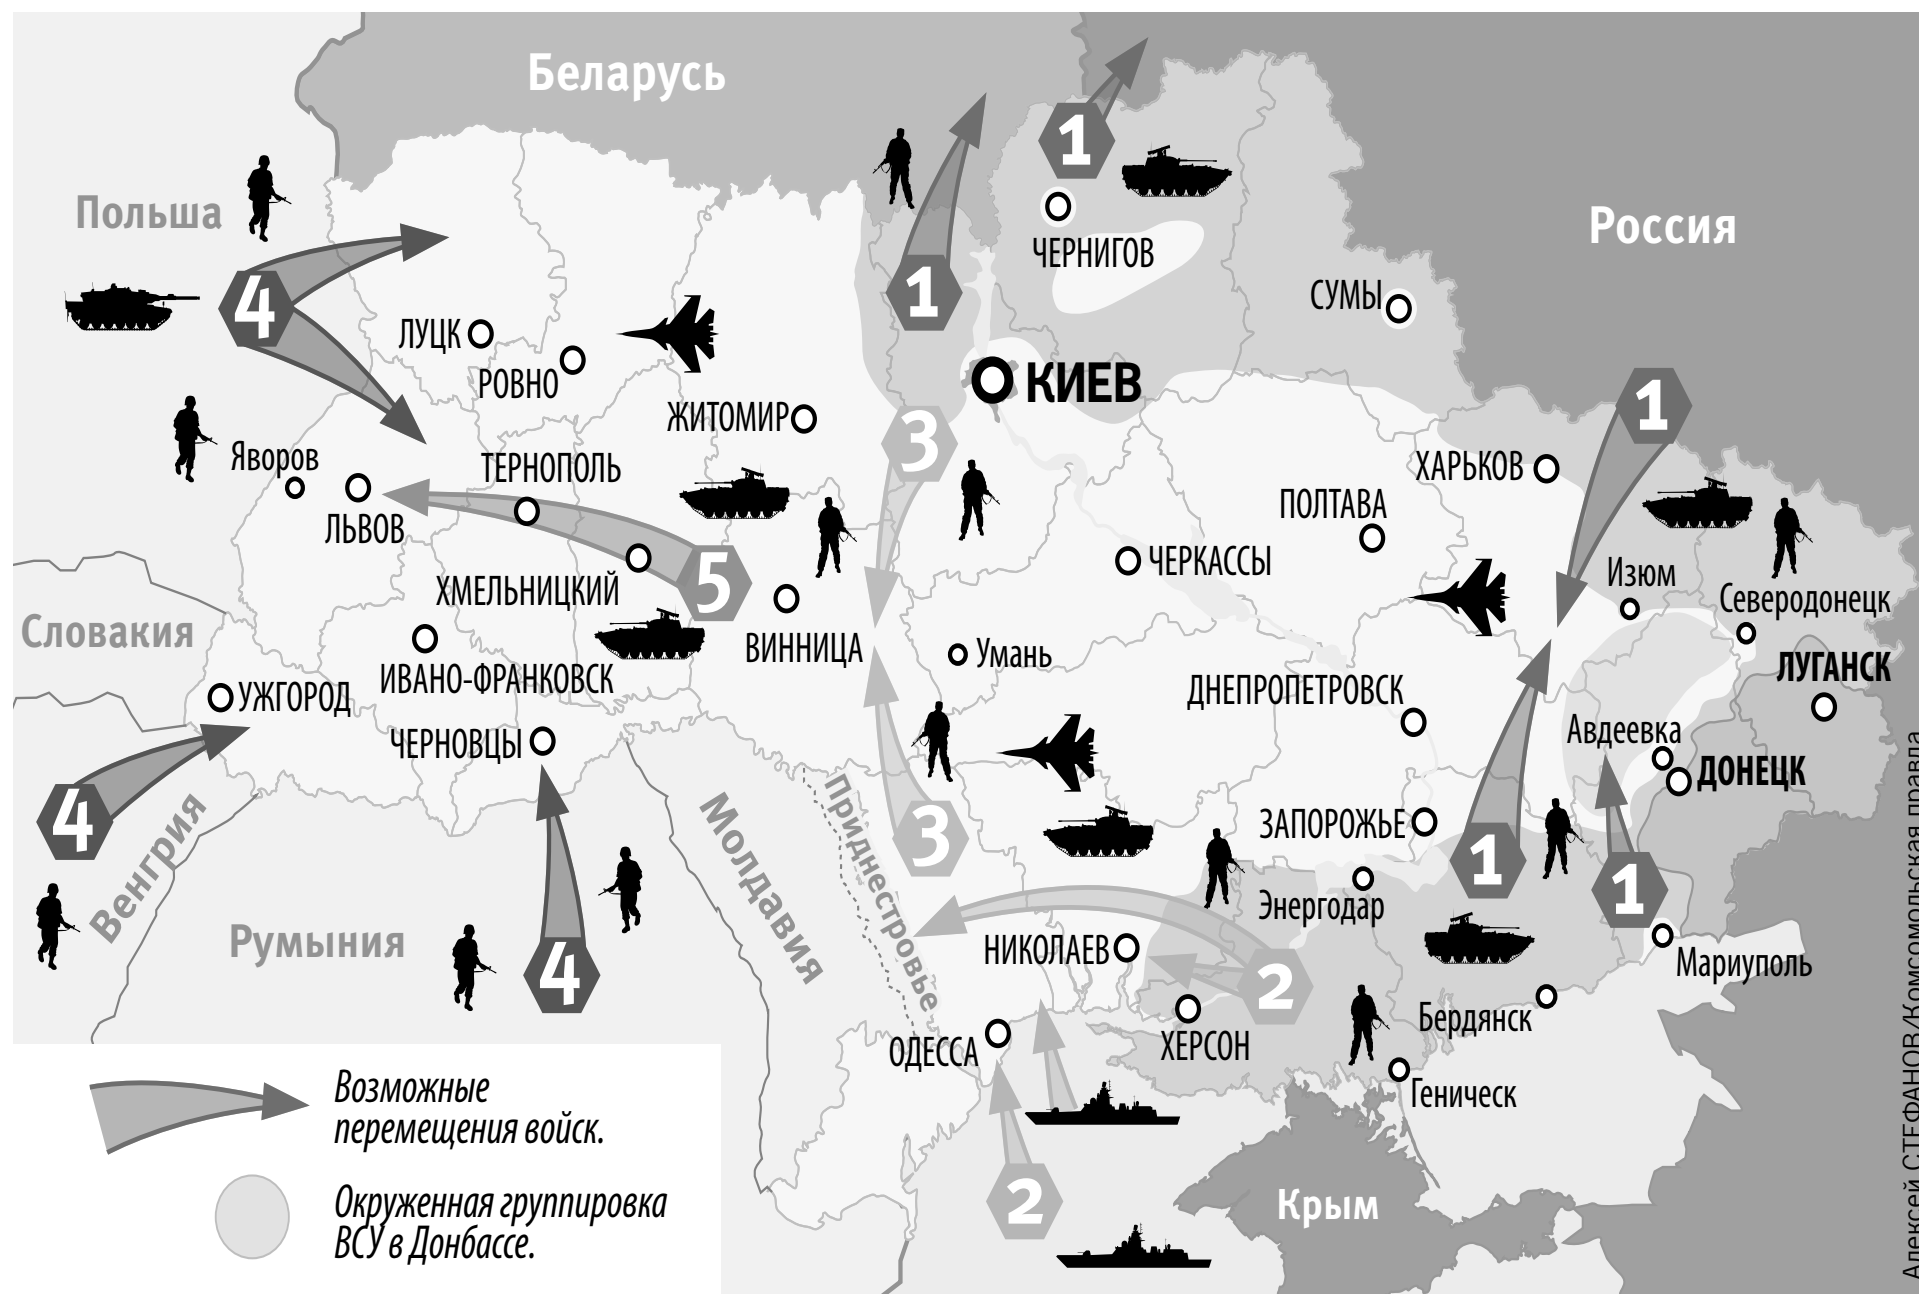 Беларусь
1
Польша
Россия
1
ЧЕРНИГОВ
4
1
СУМЫ
ЛУЦК
РОВНО
КИЕВ
ЖИТОМИР
3
1
Яворов
ТЕРНОПОЛЬ
ХАРЬКОВ
ЛЬВОВ
ПОЛТАВА
ЧЕРКАССЫ
5
Изюм
ХМЕЛЬНИЦКИЙ
Северодонецк
Словакия
ВИННИЦА
Умань
ЛУГАНСК
ИВАНО-ФРАНКОВСК
УЖГОРОД
ДНЕПРОПЕТРОВСК
ЧЕРНОВЦЫ
Авдеевка
ДОНЕЦК
4
Венгрия
Молдавия
Приднестровье
3
ЗАПОРОЖЬЕ
1
1
Энергодар
Румыния
4
НИКОЛАЕВ
2
Мариуполь
Бердянск
ОДЕССА
ХЕРСОН
Геническ
2
Крым
Возможные
перемещения войск.
Окруженная группировка
ВСУ в Донбассе.
Алексей СТЕФАНОВ/Комсомольская правда